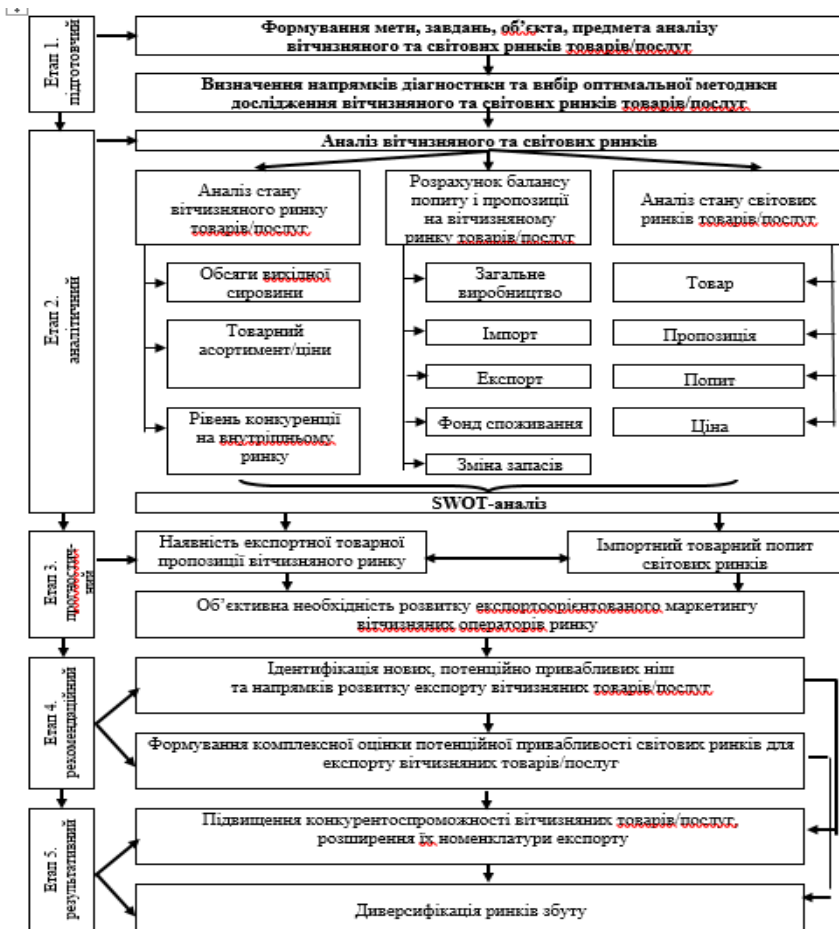 Етап 1.
підготовчий
Формування мети, завдань, об’єкта, предмета аналізу
вітчизняного та світових ринків товарів/послуг
Визначення напрямків діагностики та вибір оптимальної методики
дослідження вітчизняного та світових ринків товарів/послуг
Етап 2.
аналітичний
Аналіз вітчизняного та світових ринків
Аналіз стану
вітчизняного ринку
товарів/послуг
Обсяги вихідної
сировини
Товарний
асортимент/ціни
Рівень конкуренції
на внутрішньому
ринку
Розрахунок балансу
попиту і пропозиції
на вітчизняному
ринку товарів/послуг
Загальне
виробництво
Імпорт
Експорт
Фонд споживання
Зміна запасів
Аналіз стану світових
ринків товарів/послуг
Товар
Пропозиція
Попит
Ціна
SWOT-аналіз
Етап 3.
прогностич-
ний
Наявність експортної товарної
пропозиції вітчизняного ринку
Імпортний товарний попит
світових ринків
Об’єктивна необхідність розвитку експортоорієнтованого маркетингу
вітчизняних операторів ринку
Етап 4.
рекомендаційний
Ідентифікація нових, потенційно привабливих ніш
та напрямків розвитку експорту вітчизняних товарів/послуг
Формування комплексної оцінки потенційної привабливості світових ринків для
експорту вітчизняних товарів/послуг
Етап 5.
результативний
Підвищення конкурентоспроможності вітчизняних товарів/послуг,
розширення їх номенклатури експорту
Диверсифікація ринків збуту